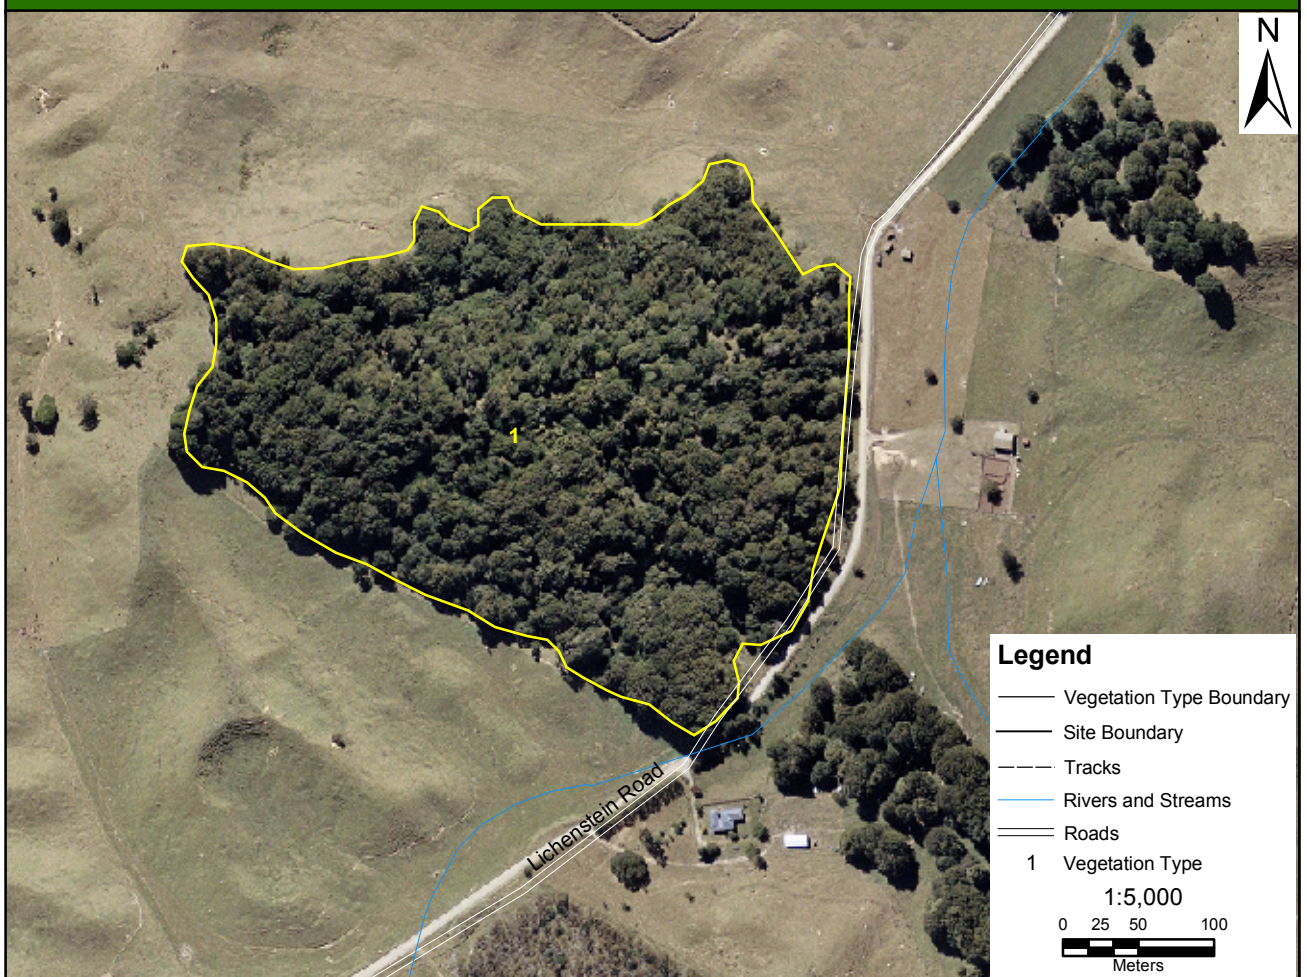 N
1
Lichenstein Road
Legend
Vegetation Type Boundary
Site Boundary
Tracks
Rivers and Streams
Roads
1 Vegetation Type
1:5,000
0 25 50 100
Meters